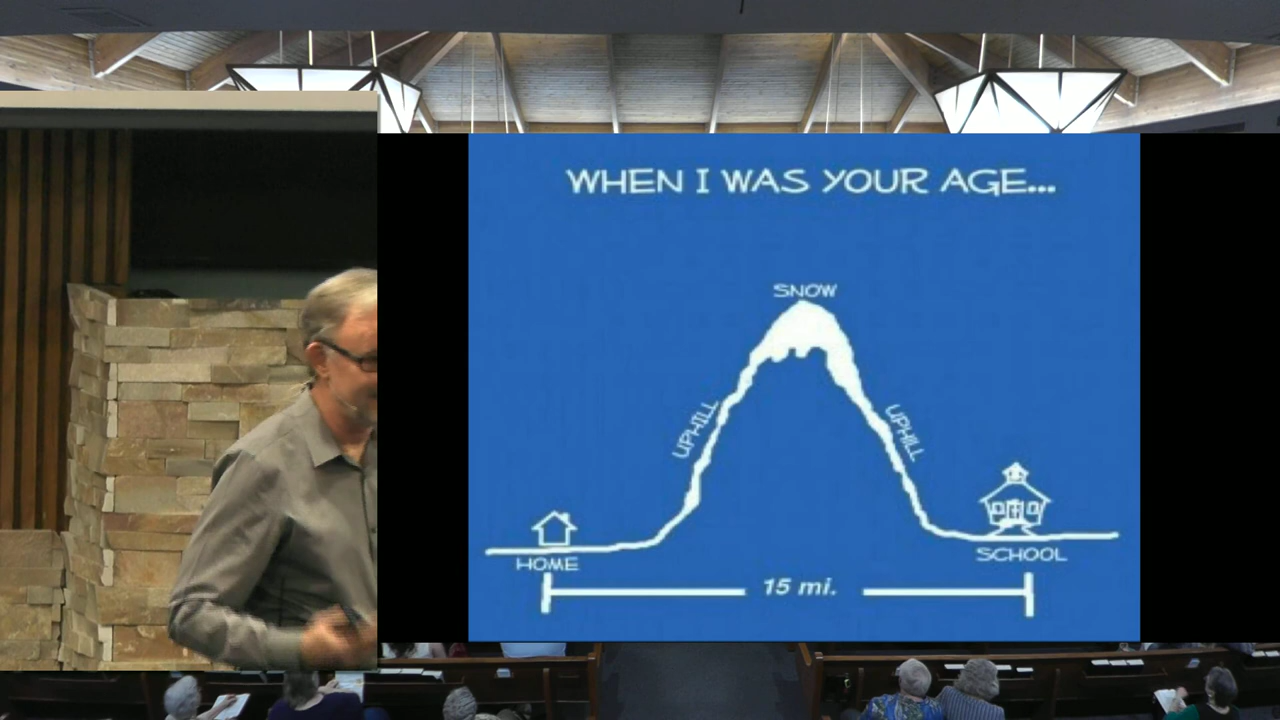 WHEN I WAS YOUR AGE...
SNOW
UPHILL
UPHILL
HOME
SCHOOL
15 mi.